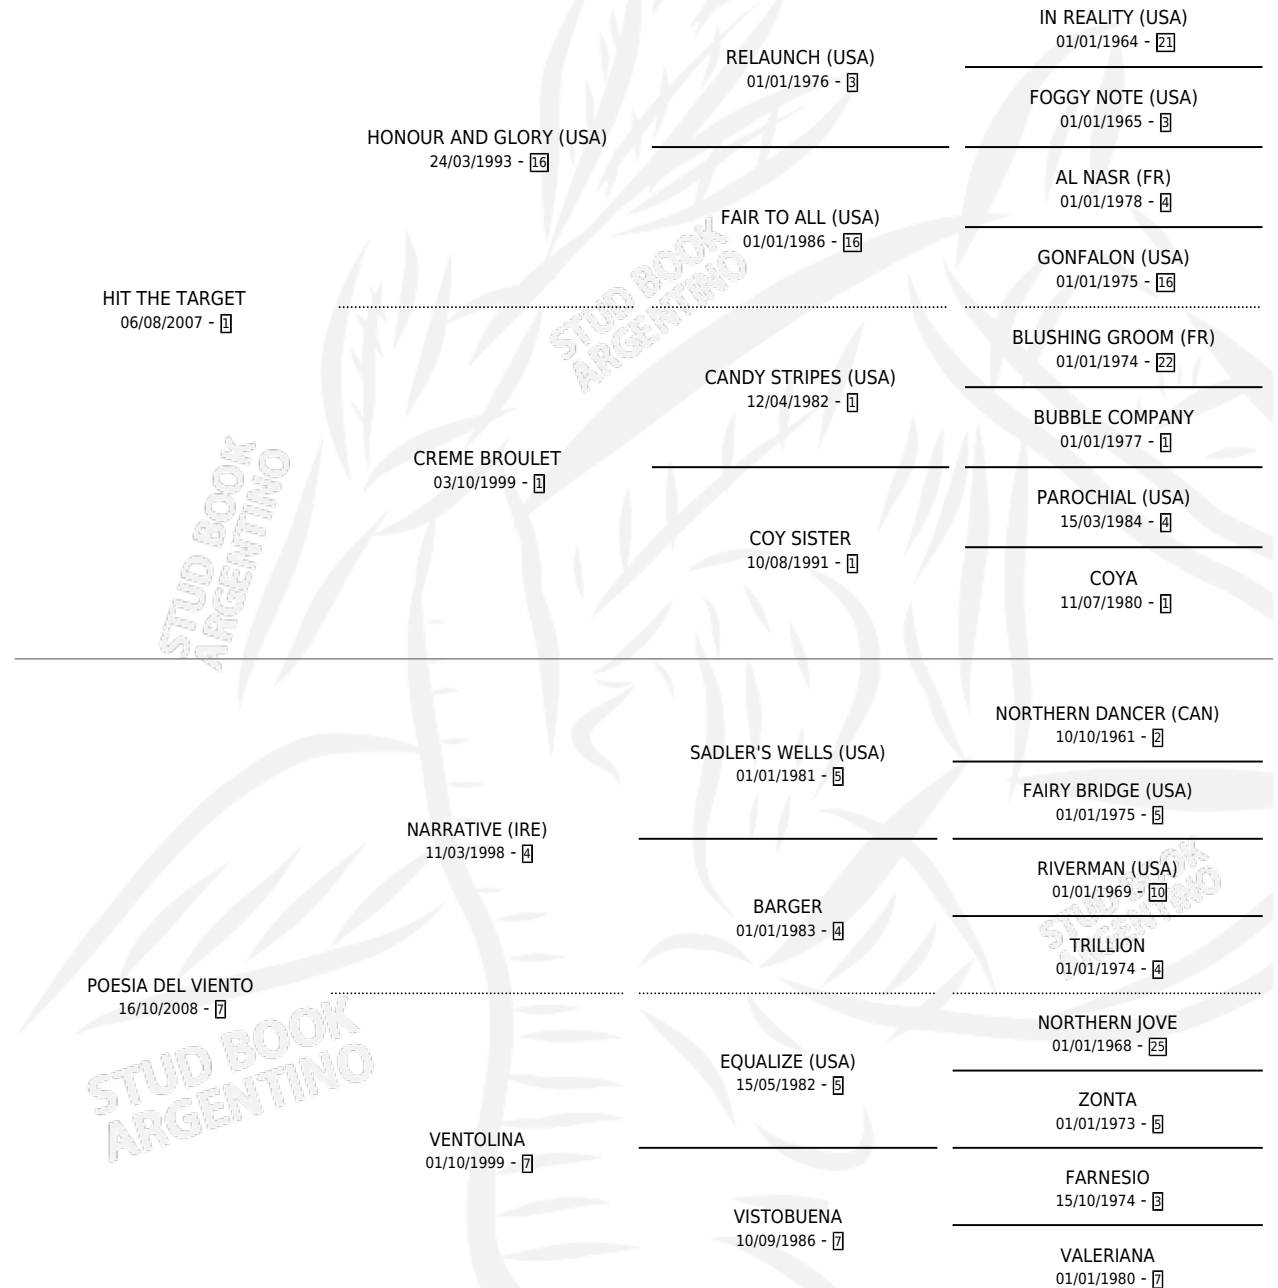 IN REALITY (USA)
01/01/1964 - 21
RELAUNCH (USA)
01/01/1976 - 3
FOGGY NOTE (USA)
01/01/1965 - 3
HONOUR AND GLORY (USA)
24/03/1993 - 16
AL NASR (FR)
01/01/1978 - 4
FAIR TO ALL (USA)
01/01/1986 - 16
GONFALON (USA)
01/01/1975 - 16
HIT THE TARGET
06/08/2007 - 1
STUD BOOK
ARGENTINO
BLUSHING GROOM (FR)
01/01/1974 - 22
CANDY STRIPES (USA)
12/04/1982 - 1
BUBBLE COMPANY
01/01/1977 - 1
CREME BROULET
03/10/1999 - 1
PAROCHIAL (USA)
15/03/1984 - 4
COY SISTER
10/08/1991 - 1
COYA
11/07/1980 - 1
STUD BOOK
ARGENTINO
NORTHERN DANCER (CAN)
10/10/1961 - 2
SADLER'S WELLS (USA)
01/01/1981 - 5
FAIRY BRIDGE (USA)
01/01/1975 - 5
NARRATIVE (IRE)
11/03/1998 - 4
RIVERMAN (USA)
01/01/1969 - 10
BARGER
01/01/1983 - 4
STUD BOOK
ARGENTINO
TRILLION
01/01/1974 - 4
POESIA DEL VIENTO
16/10/2008 - 7
NORTHERN JOVE
01/01/1968 - 25
STUD BOOK
ARGENTINO
EQUALIZE (USA)
15/05/1982 - 5
ZONTA
01/01/1973 - 5
VENTOLINA
01/10/1999 - 7
FARNESIO
15/10/1974 - 3
VISTOBUENA
10/09/1986 - 7
VALERIANA
01/01/1980 - 7